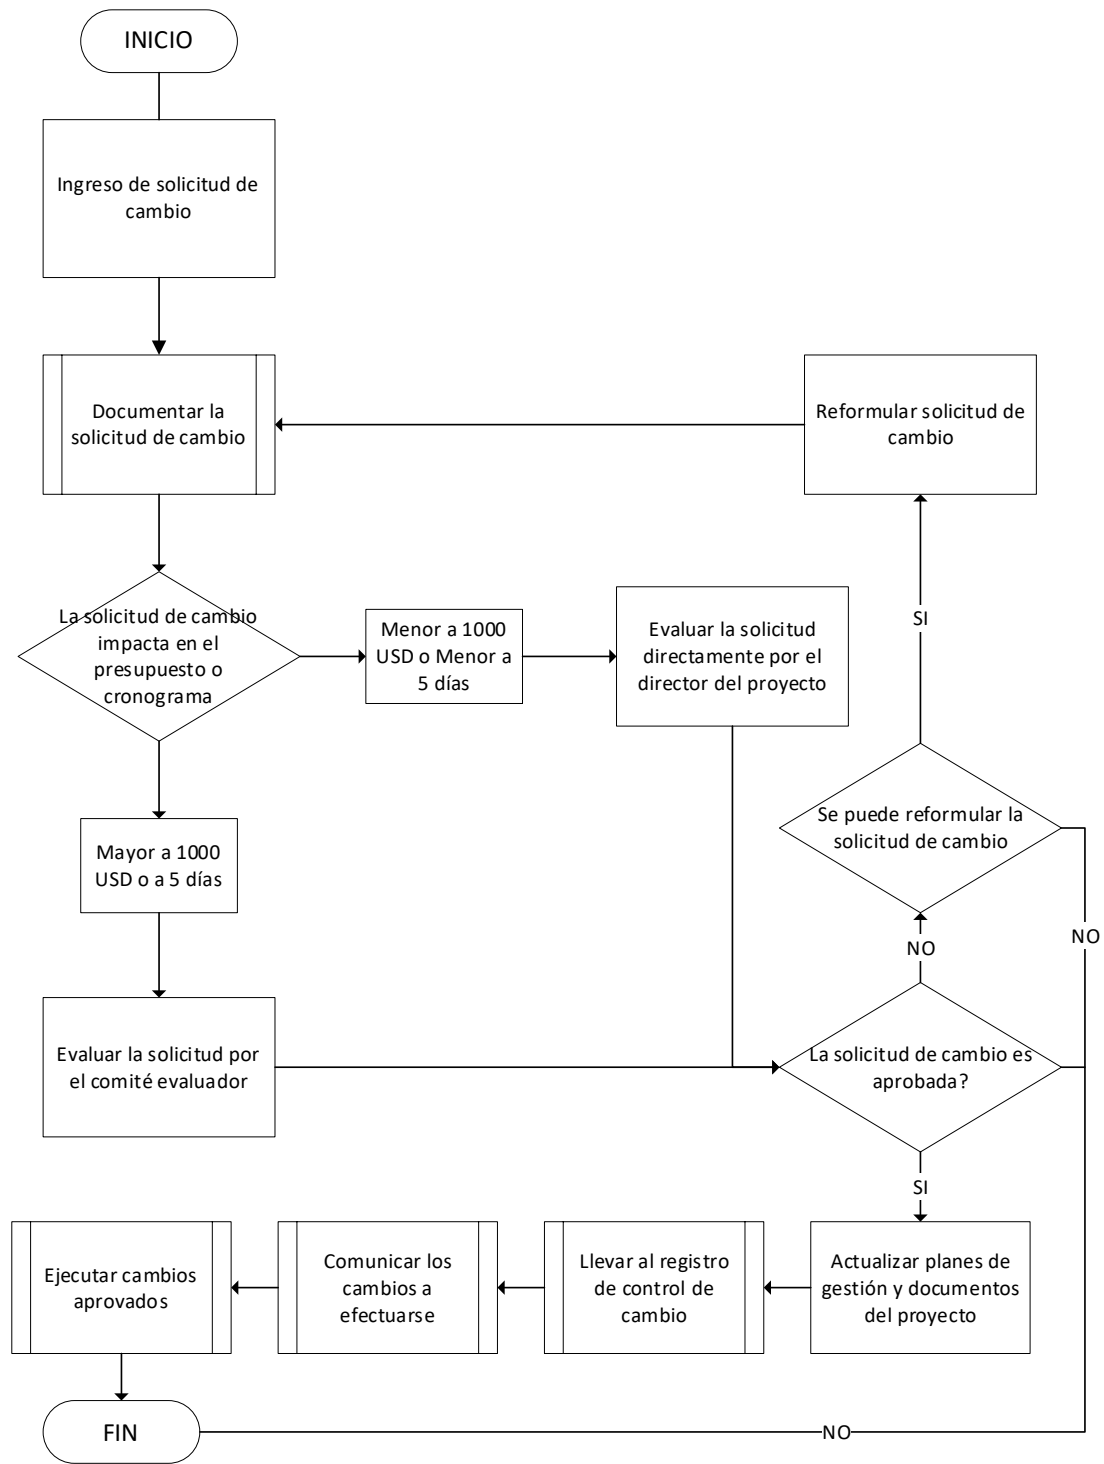 INICIO
Ingreso de solicitud de
cambio
Documentar la
solicitud de cambio
Reformular solicitud de
cambio
La solicitud de cambio
impacta en el
presupuesto o
cronograma
Menor a 1000
USD o Menor a
5 días
Evaluar la solicitud
directamente por el
director del proyecto
SI
Se puede reformular la
solicitud de cambio
Mayor a 1000
USD o a 5 días
NO
NO
Evaluar la solicitud por
el comité evaluador
La solicitud de cambio es
aprobada?
SI
Ejecutar cambios
aprobados
Comunicar los
cambios a
efectuarse
Llevar al registro
de control de
cambio
Actualizar planes de
gestión y documentos
del proyecto
FIN
NO